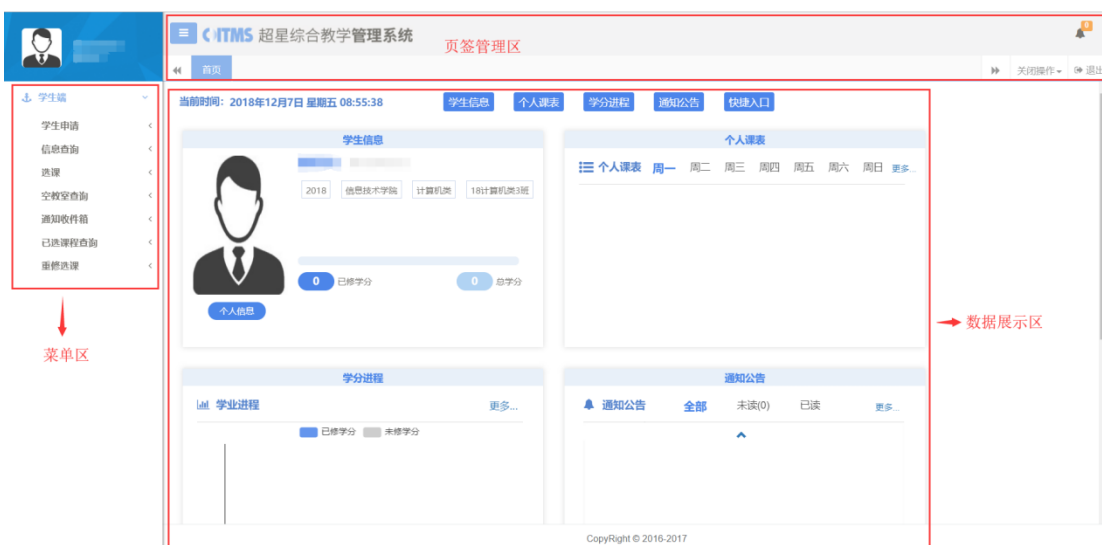 CITMS 超星综合教学管理系统
页签管理区
0
首页
关闭操作
退出
学生端
学生申请
信息查询
选课
空教室查询
通知收件箱
已选课程查询
重修选课
菜单区
当前时间：2018年12月7日 星期五 08:55:38
学生信息 个人课表 学分进程 通知公告 快捷入口
学生信息
2018 信息技术学院 计算机类 18计算机类3班
0 已修学分 0 总学分
个人信息
个人课表
个人课表 周一 周二 周三 周四 周五 周六 周日 更多...
数据展示区
学分进程
学业进程 更多...
已修学分 未修学分
通知公告
通知公告 全部 未读(0) 已读 更多...
CopyRight © 2016-2017